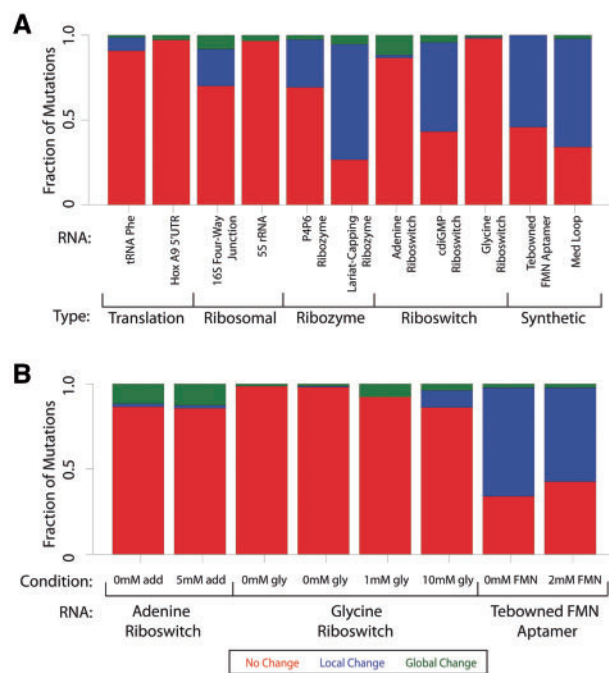 A
Fraction of Mutations
1.0
0.5
0
RNA:
tRNA Phe
Hox A9 5'UTR
16S Four-Way
Junction
5S rRNA
P4P6
Ribozyme
Lariat-Capping
Ribozyme
Adenine
Riboswitch
cdiGMP
Riboswitch
Glycine
Riboswitch
Tebowned
FMN Aptamer
Med Loop
Type: Translation Ribosomal Ribozyme Riboswitch Synthetic
B
Fraction of Mutations
1.0
0.5
0
Condition: 0mM add 5mM add 0mM gly 0mM gly 1mM gly 10mM gly 0mM FMN 2mM FMN
RNA: Adenine Glycine Tebowned FMN
Riboswitch Riboswitch Aptamer
No Change Local Change Global Change